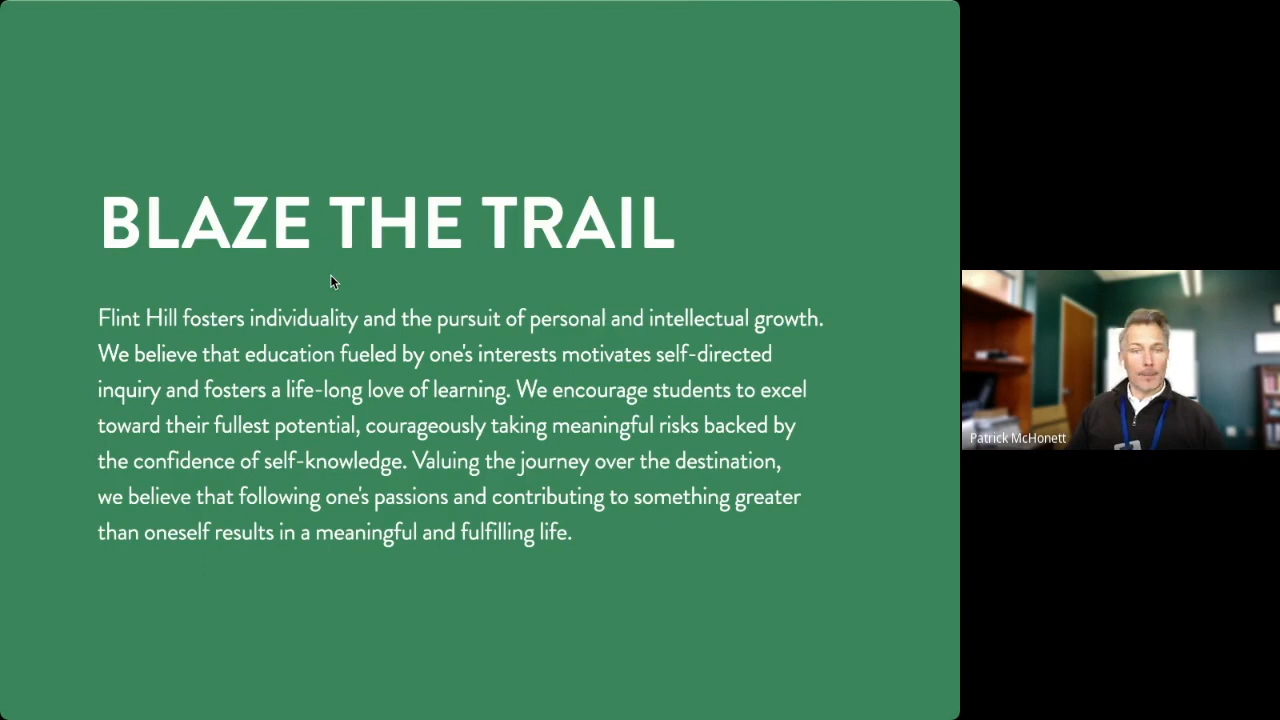 BLAZE THE TRAIL
Flint Hill fosters individuality and the pursuit of personal and intellectual growth.
We believe that education fueled by one's interests motivates self-directed
inquiry and fosters a life-long love of learning. We encourage students to excel
toward their fullest potential, courageously taking meaningful risks backed by
the confidence of self-knowledge. Valuing the journey over the destination,
we believe that following one's passions and contributing to something greater
than oneself results in a meaningful and fulfilling life.
Patrick McHonett